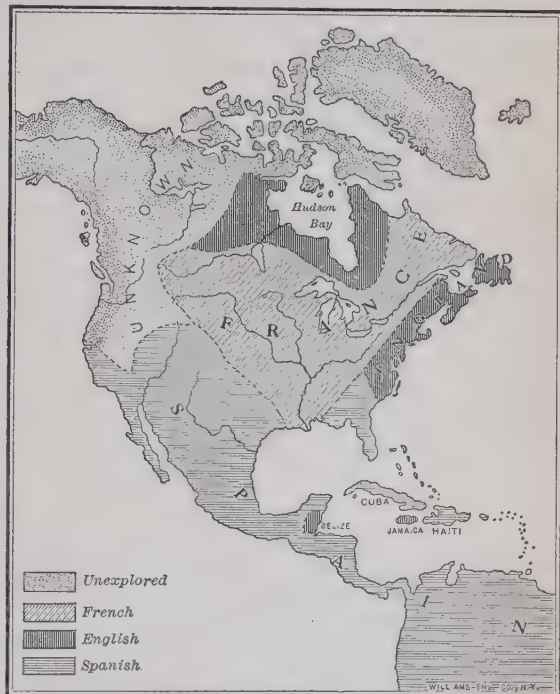 UNKNOWN
Hudson
Bay
FRANCE
ENGLAND
SPAIN
CUBA
JAMAICA
HAITI
BELIZE
Unexplored
French
English
Spanish.